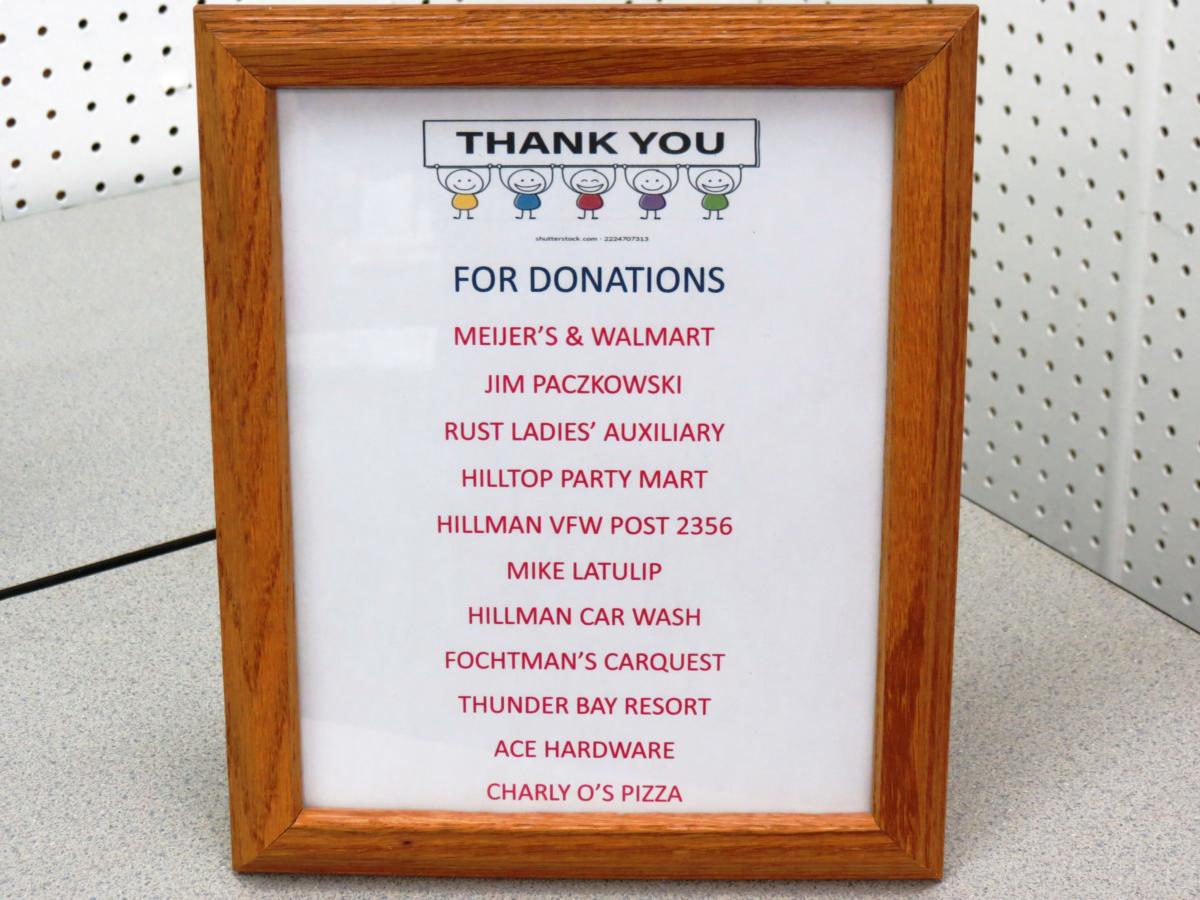 THANK YOU
shutterstock.com · 2224707313
FOR DONATIONS
MEIJER'S & WALMART
JIM PACZKOWSKI
RUST LADIES' AUXILIARY
HILLTOP PARTY MART
HILLMAN VFW POST 2356
MIKE LATULIP
HILLMAN CAR WASH
FOCHTMAN'S CARQUEST
THUNDER BAY RESORT
ACE HARDWARE
CHARLY O'S PIZZA